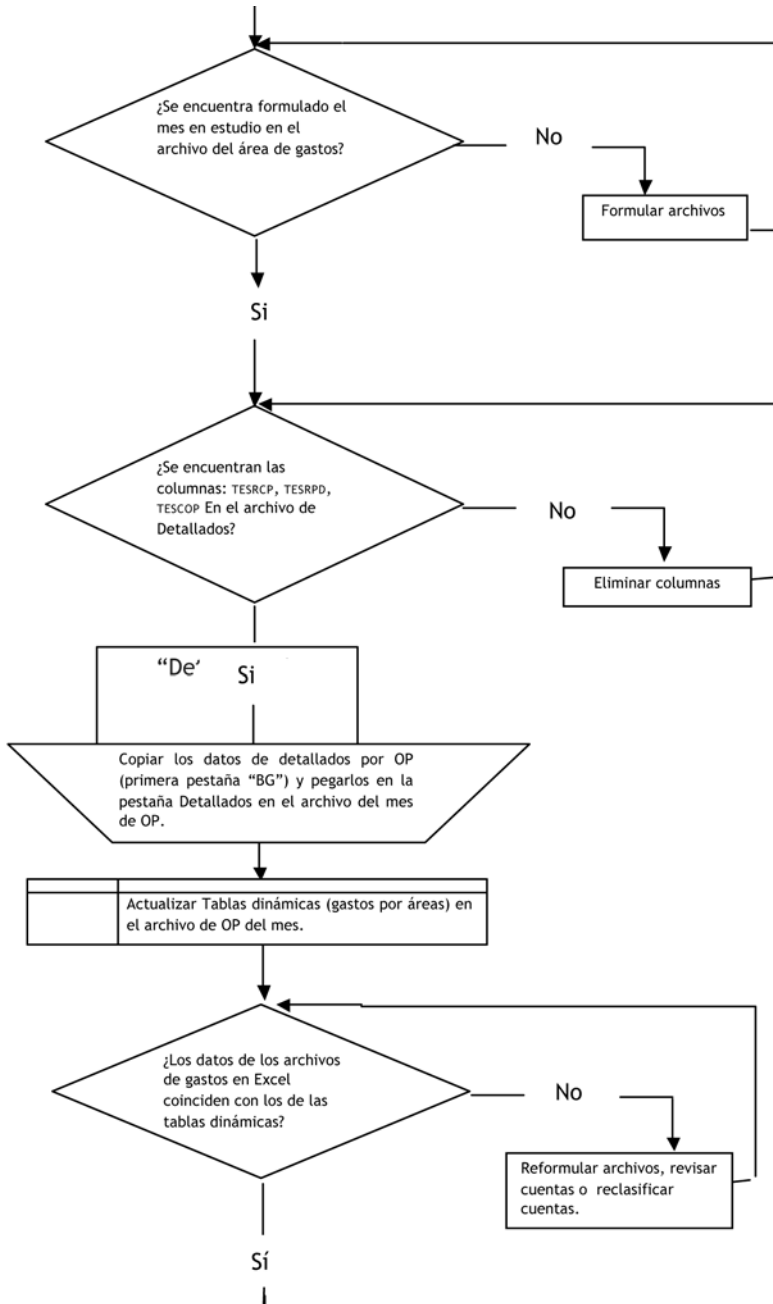 ¿Se encuentra formulado el
mes en estudio en el
archivo del área de gastos?
No
Formular archivos
Si
¿Se encuentran las
columnas: TESRCP, TESRPD,
TESCOP En el archivo de
Detallados?
No
Eliminar columnas
“De’ Si
Copiar los datos de detallados por OP
(primera pestaña “BG”) y pegarlos en la
pestaña Detallados en el archivo del mes
de OP.
Actualizar Tablas dinámicas (gastos por áreas) en
el archivo de OP del mes.
¿Los datos de los archivos
de gastos en Excel
coinciden con los de las
tablas dinámicas?
No
Reformular archivos, revisar
cuentas o reclasificar
cuentas.
Sí